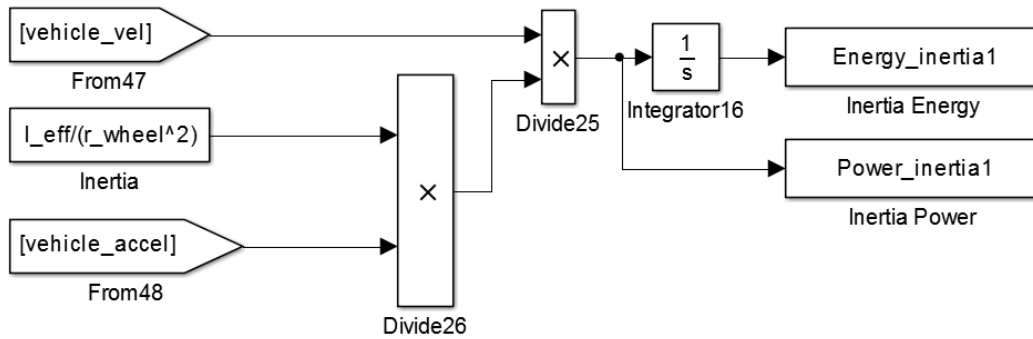 [vehicle_vel]
From47
I_eff/(r_wheel^2)
Inertia
[vehicle_accel]
From48
×
Divide26
×
Divide25
1
s
Integrator16
Energy_inertia1
Inertia Energy
Power_inertia1
Inertia Power